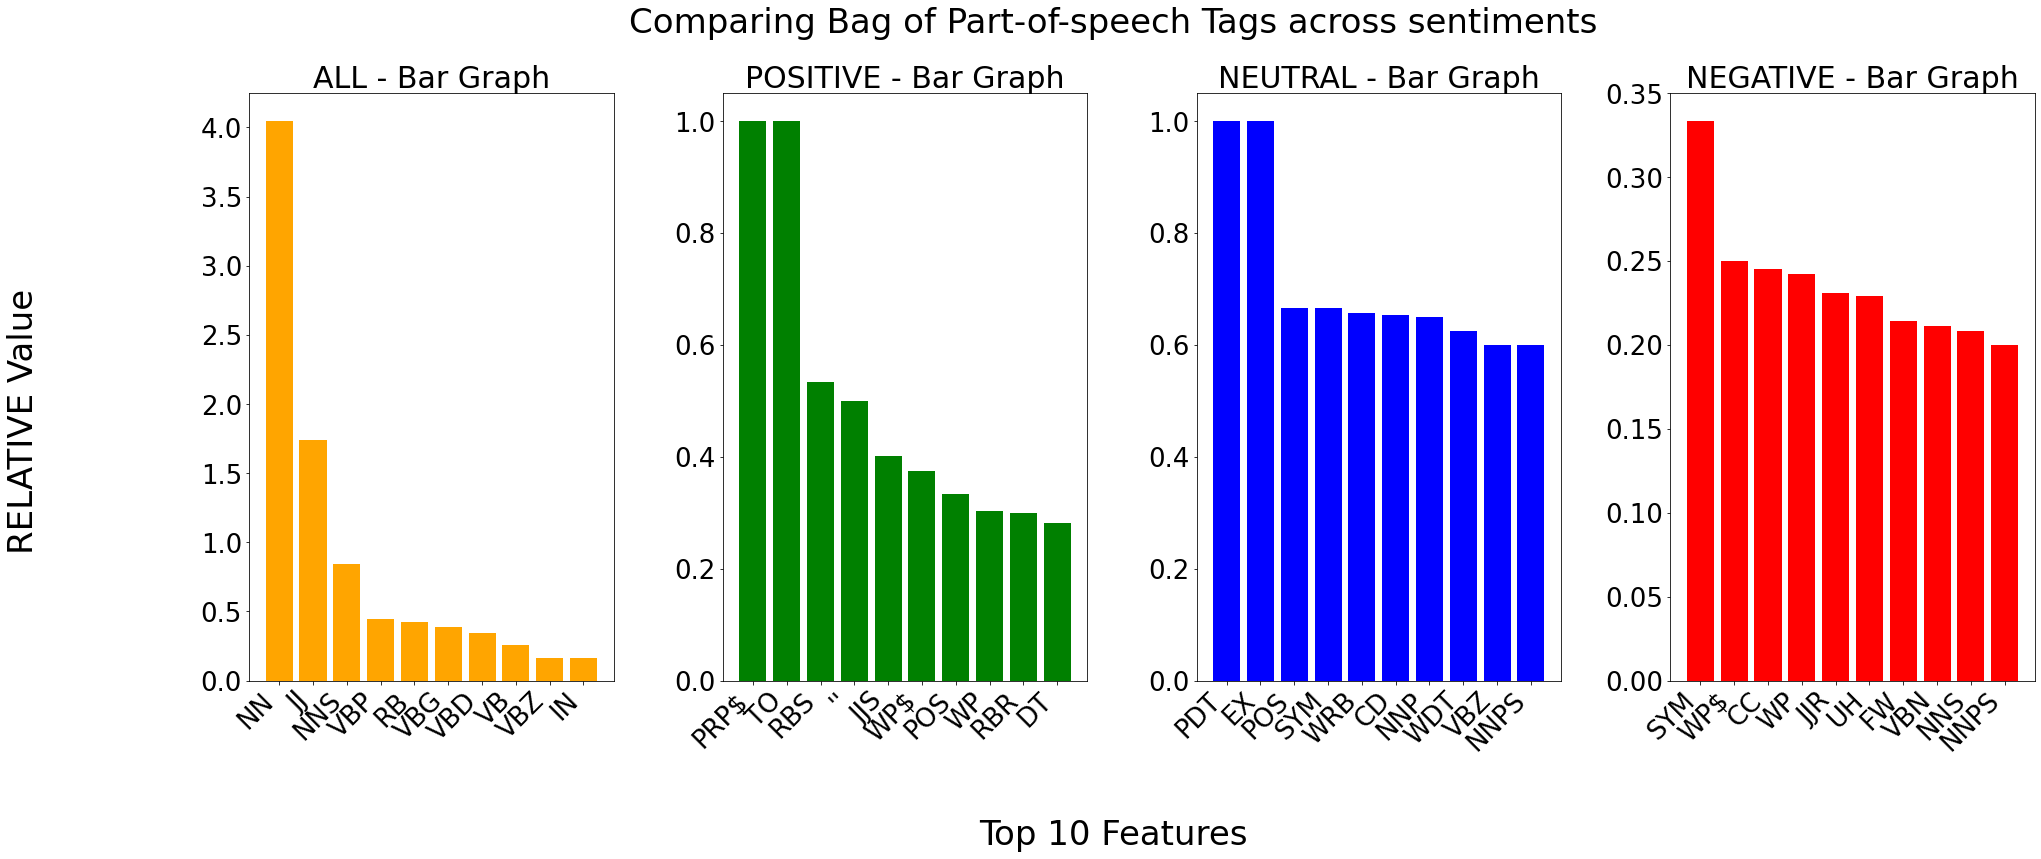 Comparing Bag of Part-of-speech Tags across sentiments
ALL - Bar Graph
4.0
3.5
3.0
2.5
2.0
1.5
1.0
0.5
0.0
NN
JJ
NNS
VBP
RB
VBG
VBD
VB
VBZ
IN
POSITIVE - Bar Graph
1.0
0.8
0.6
0.4
0.2
0.0
PRP$
TO
RBS
''
JJS
WP$
POS
WP
RBR
DT
NEUTRAL - Bar Graph
1.0
0.8
0.6
0.4
0.2
0.0
PDT
EX
POS
SYM
WRB
CD
NNP
WDT
VBZ
NNPS
NEGATIVE - Bar Graph
0.35
0.30
0.25
0.20
0.15
0.10
0.05
0.00
SYM
WP$
CC
WP
JJR
UH
FW
VBN
NNS
NNPS
RELATIVE Value
Top 10 Features